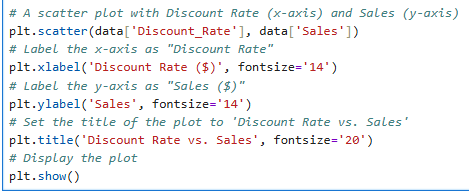 # A scatter plot with Discount Rate (x-axis) and Sales (y-axis)
plt.scatter(data['Discount_Rate'], data['Sales'])
# Label the x-axis as "Discount Rate"
plt.xlabel('Discount Rate ($)', fontsize='14')
# Label the y-axis as "Sales ($)"
plt.ylabel('Sales', fontsize='14')
# Set the title of the plot to 'Discount Rate vs. Sales'
plt.title('Discount Rate vs. Sales', fontsize='20')
# Display the plot
plt.show()